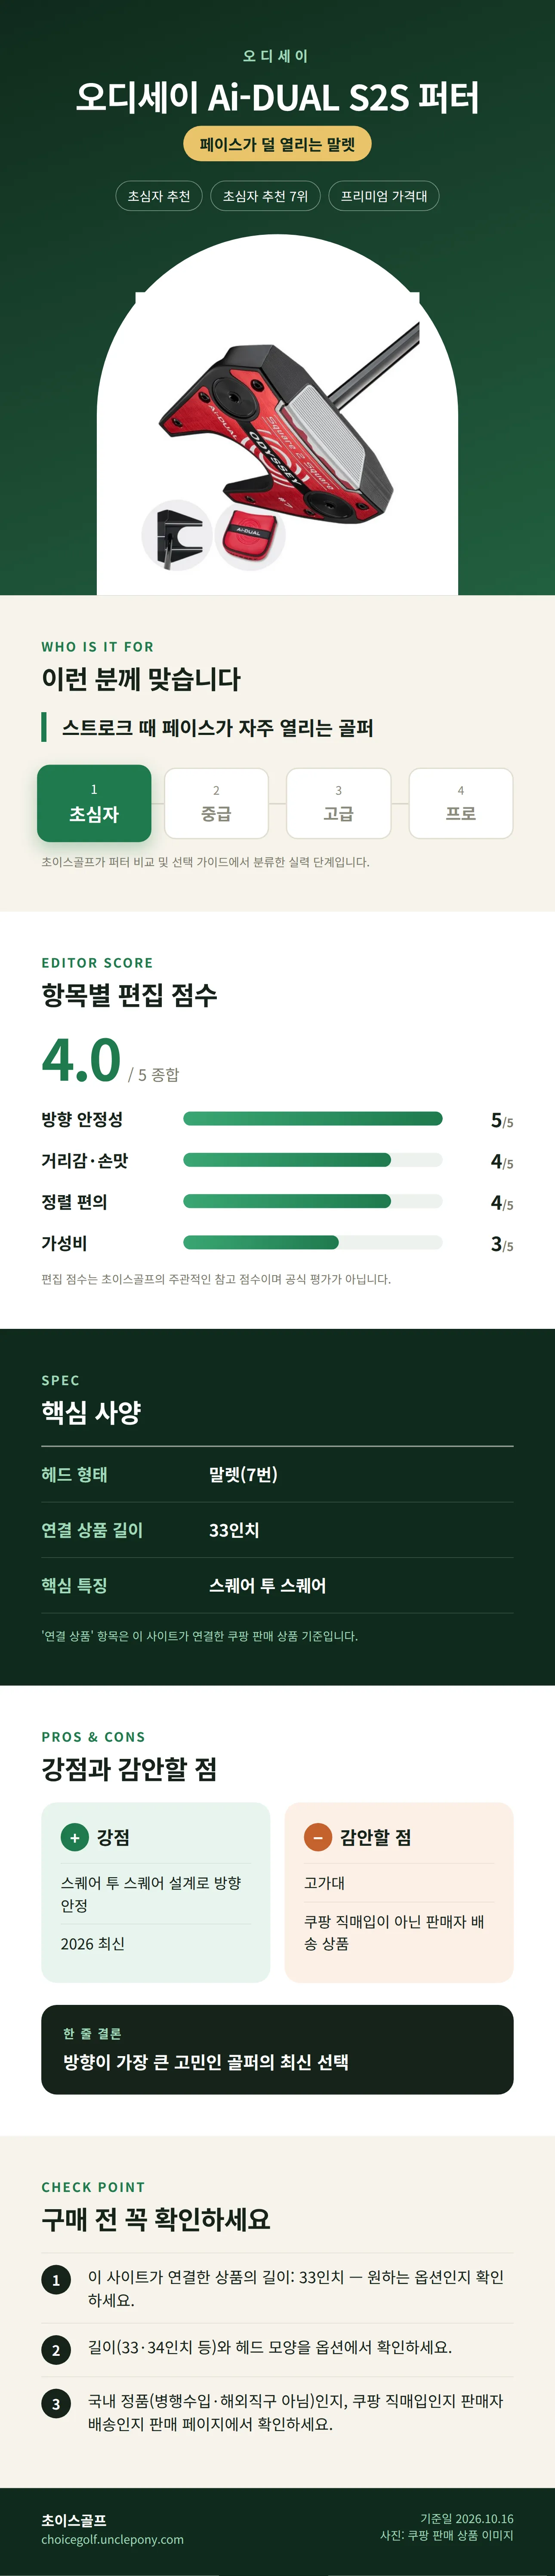 오디세이
오디세이 Ai-DUAL S2S 퍼터
페이스가 덜 열리는 말렛
초심자 추천
초심자 추천 7위
프리미엄 가격대
Ai-DUAL
ODYSSEY
Square 2 Square
#7
Ai-DUAL
WHO IS IT FOR
이런 분께 맞습니다
스트로크 때 페이스가 자주 열리는 골퍼
1
초심자
2
중급
3
고급
4
프로
초이스골프가 퍼터 비교 및 선택 가이드에서 분류한 실력 단계입니다.
EDITOR SCORE
항목별 편집 점수
4.0 / 5 종합
방향 안정성 5/5
거리감·손맛 4/5
정렬 편의 4/5
가성비 3/5
편집 점수는 초이스골프의 주관적인 참고 점수이며 공식 평가가 아닙니다.
SPEC
핵심 사양
헤드 형태 말렛(7번)
연결 상품 길이 33인치
핵심 특징 스퀘어 투 스퀘어
'연결 상품' 항목은 이 사이트가 연결한 쿠팡 판매 상품 기준입니다.
PROS & CONS
강점과 감안할 점
+ 강점
스퀘어 투 스퀘어 설계로 방향
안정
2026 최신
– 감안할 점
고가대
쿠팡 직매입이 아닌 판매자 배
송 상품
한 줄 결론
방향이 가장 큰 고민인 골퍼의 최신 선택
CHECK POINT
구매 전 꼭 확인하세요
1 이 사이트가 연결한 상품의 길이: 33인치 — 원하는 옵션인지 확인
하세요.
2 길이(33·34인치 등)와 헤드 모양을 옵션에서 확인하세요.
3 국내 정품(병행수입·해외직구 아님)인지, 쿠팡 직매입인지 판매자
배송인지 판매 페이지에서 확인하세요.
초이스골프
choicegolf.unclepony.com
기준일 2026.10.16
사진: 쿠팡 판매 상품 이미지